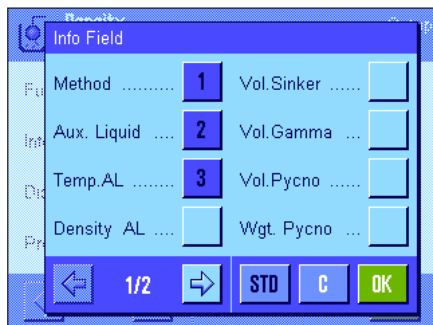 Density
Info Field
Method .......... 1
Vol.Sinker ......
Aux. Liquid .... 2
Vol.Gamma ...
Temp.AL ........ 3
Vol.Pycno ......
Density AL ....
Wgt. Pycno ...
1/2
STD
C
OK